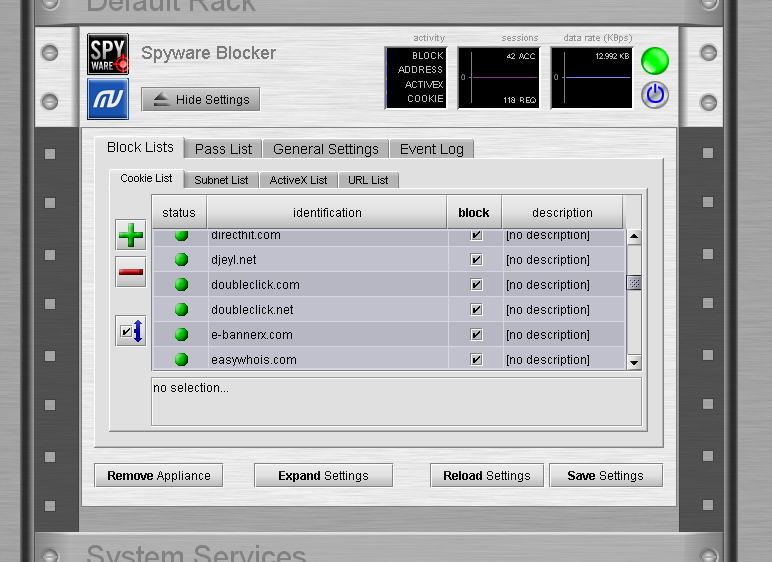 Default Rack
SPY
WARE
Spyware Blocker
Hide Settings
activity
BLOCK
ADDRESS
ACTIVEX
COOKIE
sessions
42 ACC
0
118 REQ
data rate (KBps)
12.992 KB
0
Block Lists Pass List General Settings Event Log
Cookie List Subnet List ActiveX List URL List
status identification block description
directhit.com [no description]
djeyl.net [no description]
doubleclick.com [no description]
doubleclick.net [no description]
e-bannerx.com [no description]
easywhois.com [no description]
no selection...
Remove Appliance Expand Settings Reload Settings Save Settings
System Services